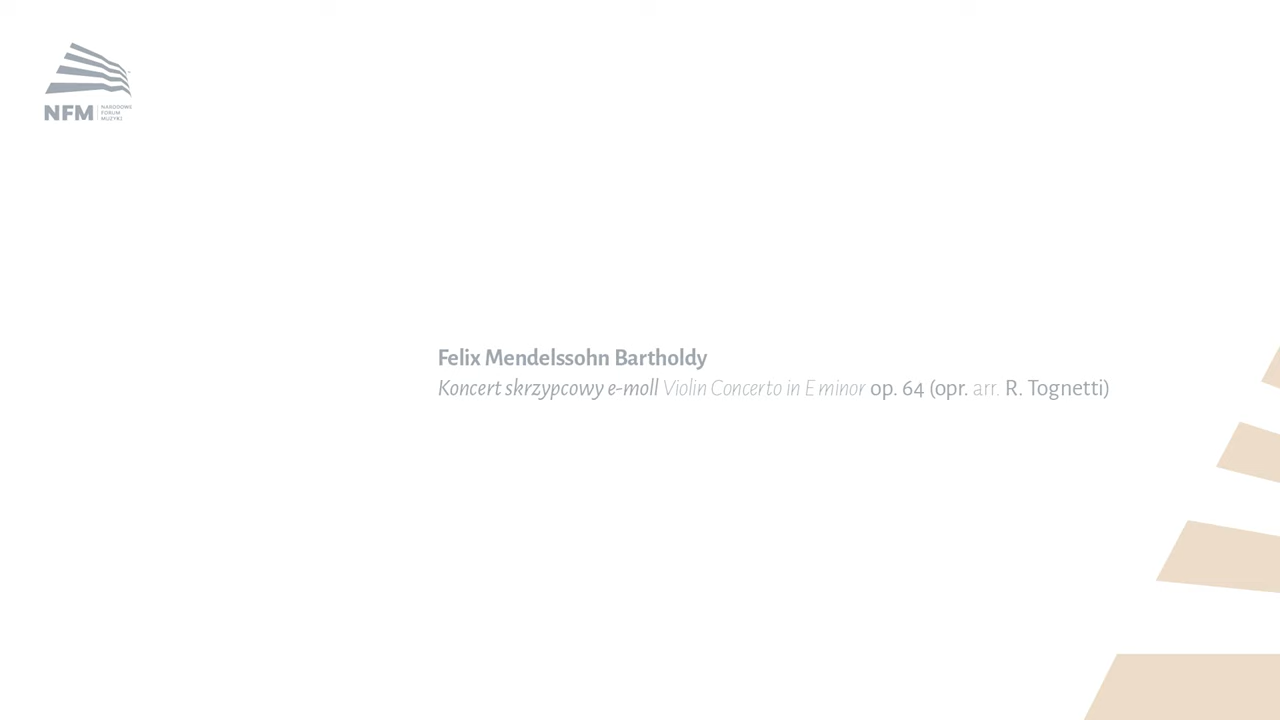 NFM
NARODOWE
FORUM
MUZYKI
Felix Mendelssohn Bartholdy
Koncert skrzypcowy e-moll Violin Concerto in E minor op. 64 (opr. arr. R. Tognetti)